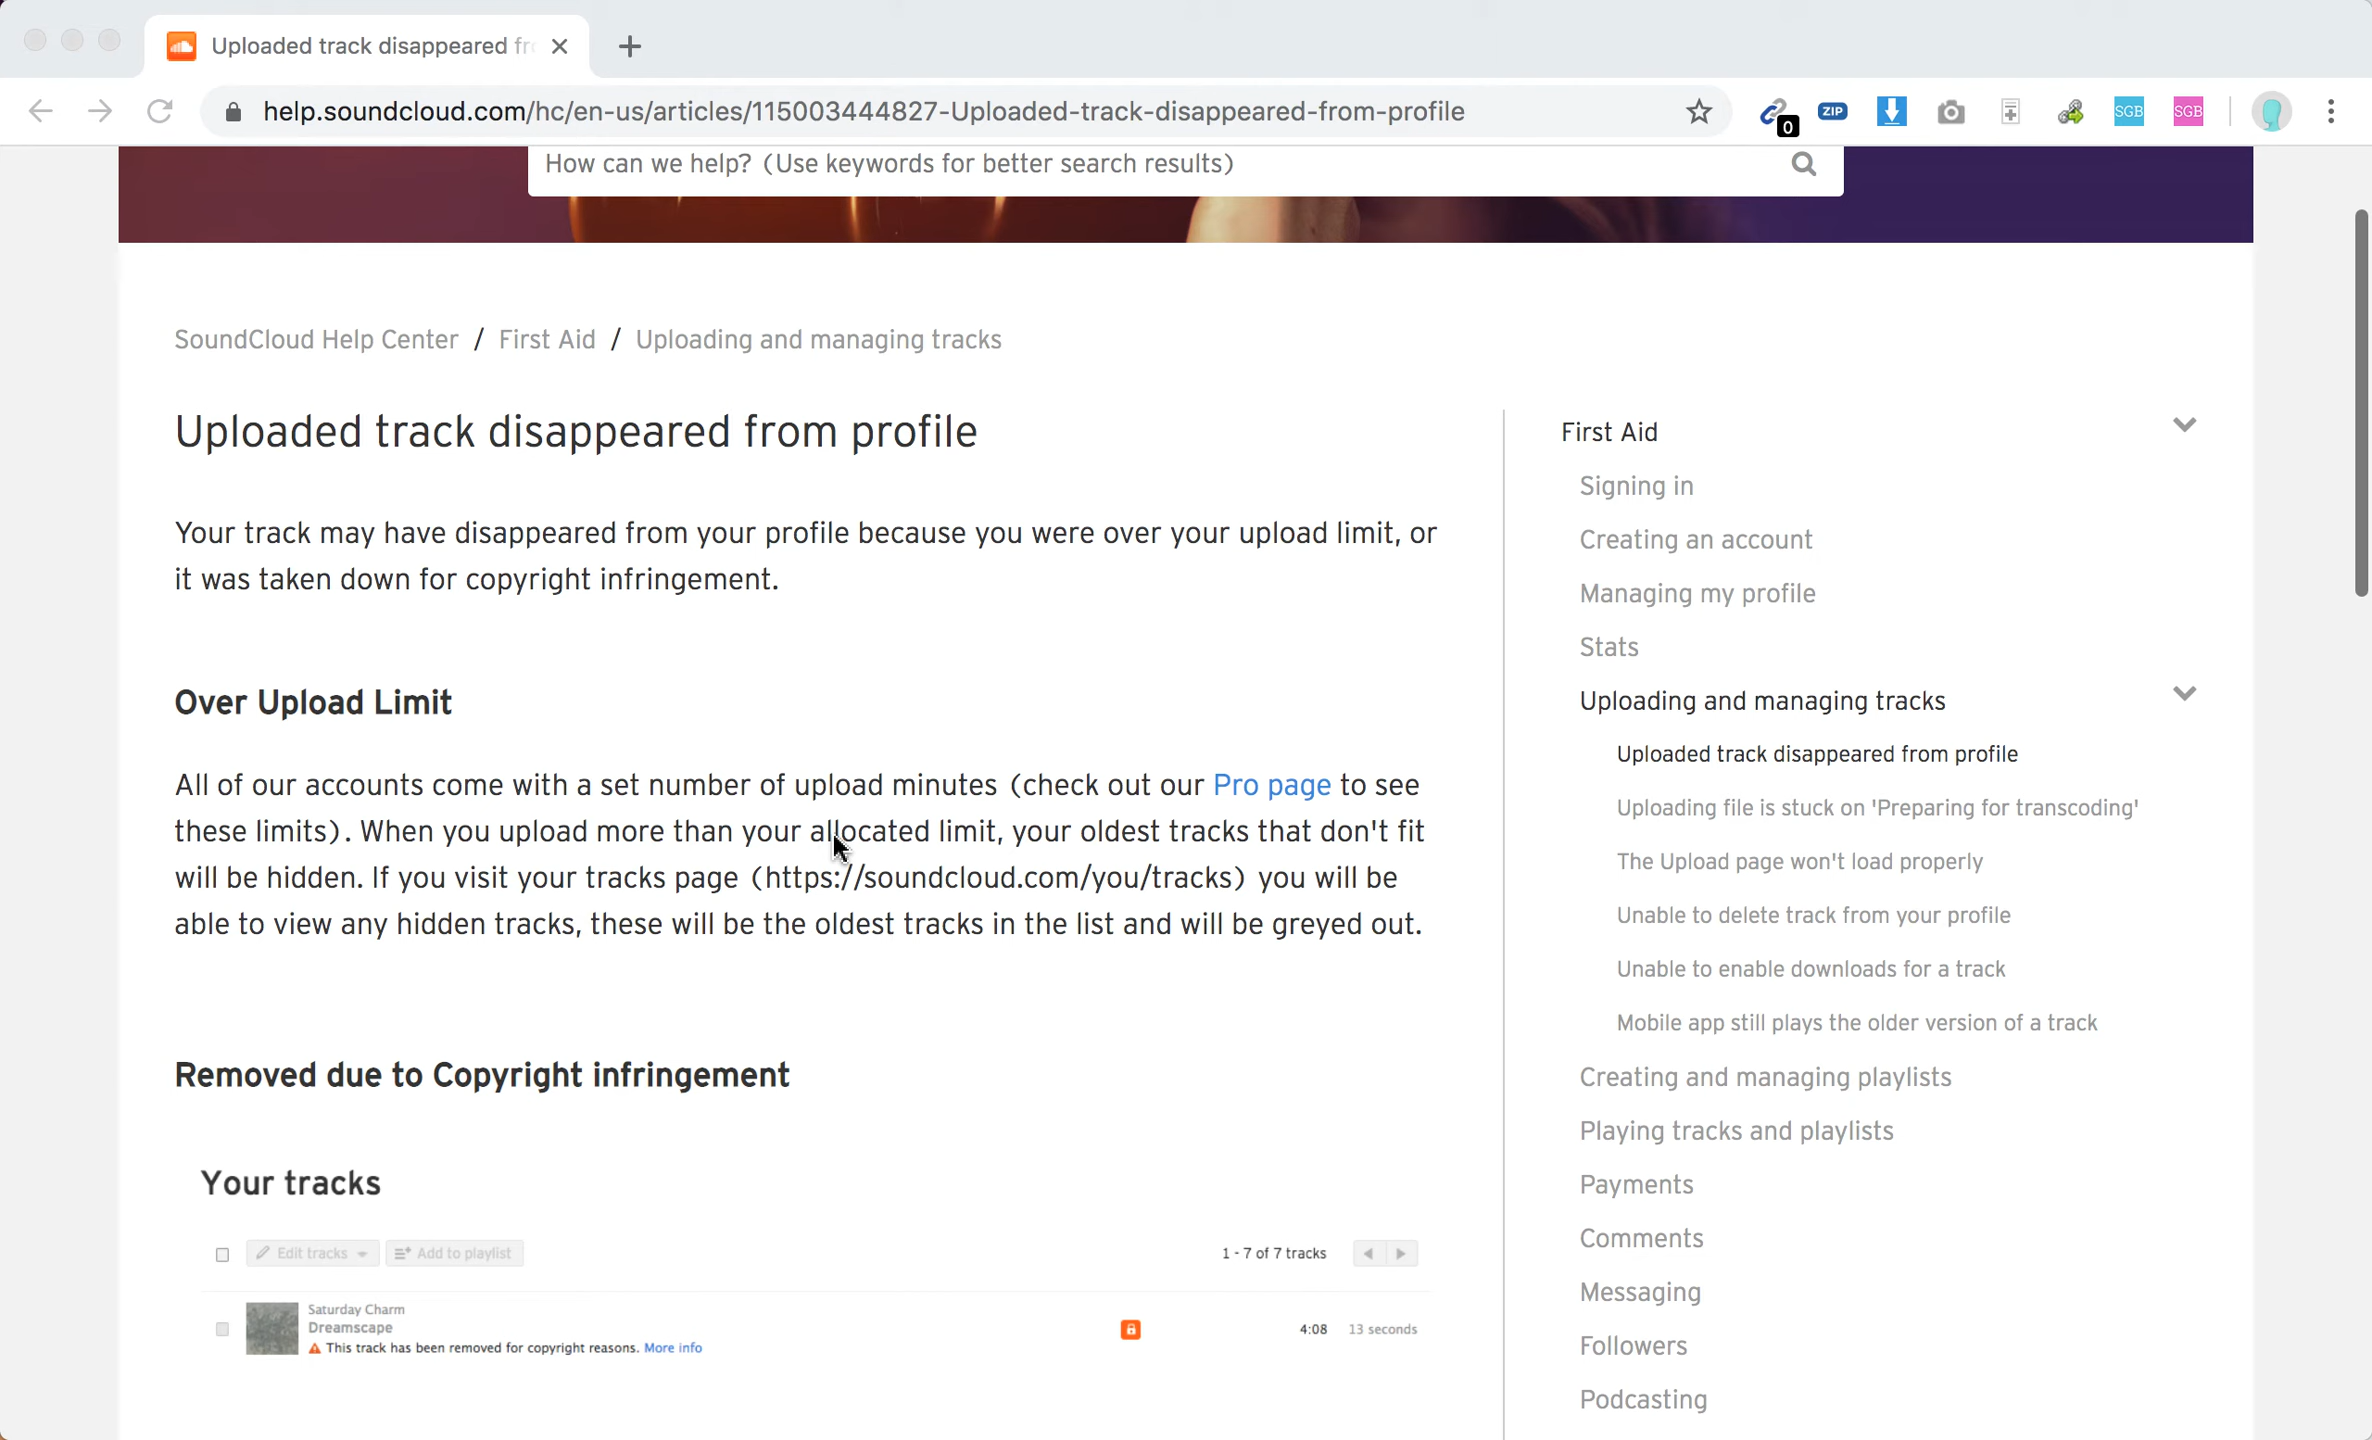 Uploaded track disappeared fr
help.soundcloud.com/hc/en-us/articles/115003444827-Uploaded-track-disappeared-from-profile
0
ZIP
SGB
SGB
How can we help? (Use keywords for better search results)
SoundCloud Help Center / First Aid / Uploading and managing tracks
Uploaded track disappeared from profile
Your track may have disappeared from your profile because you were over your upload limit, or
it was taken down for copyright infringement.
Over Upload Limit
All of our accounts come with a set number of upload minutes (check out our Pro page to see
these limits). When you upload more than your allocated limit, your oldest tracks that don't fit
will be hidden. If you visit your tracks page (https://soundcloud.com/you/tracks) you will be
able to view any hidden tracks, these will be the oldest tracks in the list and will be greyed out.
Removed due to Copyright infringement
Your tracks
Edit tracks
Add to playlist
1 - 7 of 7 tracks
Saturday Charm
Dreamscape
This track has been removed for copyright reasons. More info
4:08
13 seconds
First Aid
Signing in
Creating an account
Managing my profile
Stats
Uploading and managing tracks
Uploaded track disappeared from profile
Uploading file is stuck on 'Preparing for transcoding'
The Upload page won't load properly
Unable to delete track from your profile
Unable to enable downloads for a track
Mobile app still plays the older version of a track
Creating and managing playlists
Playing tracks and playlists
Payments
Comments
Messaging
Followers
Podcasting